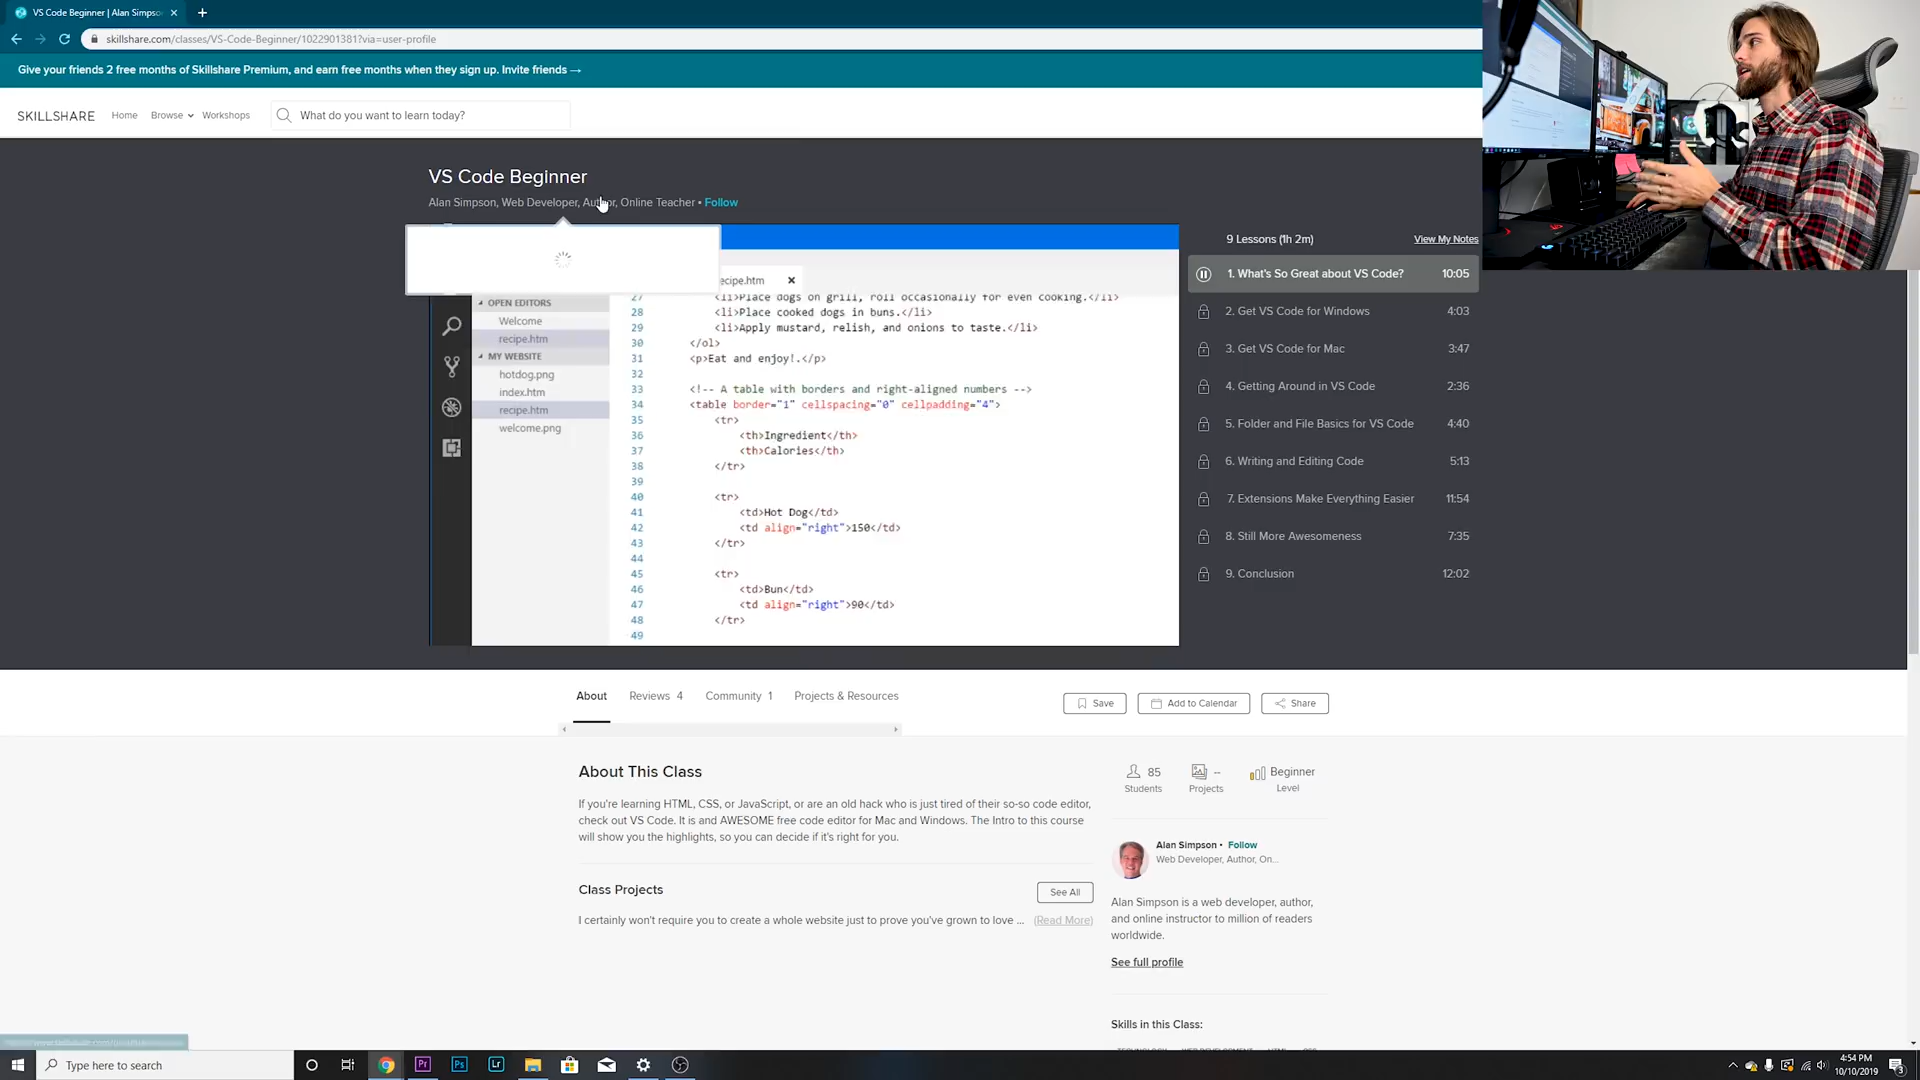 VS Code Beginner | Alan Simpso
skillshare.com/classes/VS-Code-Beginner/1022901381?via=user-profile
Give your friends 2 free months of Skillshare Premium, and earn free months when they sign up. Invite friends →
SKILLSHARE Home Browse Workshops What do you want to learn today?
VS Code Beginner
Alan Simpson, Web Developer, Author, Online Teacher • Follow
ecipe.htm
OPEN EDITORS
Welcome
recipe.htm
MY WEBSITE
hotdog.png
index.htm
recipe.htm
welcome.png
27 <li>Place dogs on grill, roll occasionally for even cooking.</li>
28 <li>Place cooked dogs in buns.</li>
29 <li>Apply mustard, relish, and onions to taste.</li>
30 </ol>
31 <p>Eat and enjoy!.</p>
32
33 <!-- A table with borders and right-aligned numbers -->
34 <table border="1" cellspacing="0" cellpadding="4">
35 <tr>
36 <th>Ingredient</th>
37 <th>Calories</th>
38 </tr>
39
40 <tr>
41 <td>Hot Dog</td>
42 <td align="right">150</td>
43 </tr>
44
45 <tr>
46 <td>Bun</td>
47 <td align="right">90</td>
48 </tr>
49
9 Lessons (1h 2m) View My Notes
1. What's So Great about VS Code? 10:05
2. Get VS Code for Windows 4:03
3. Get VS Code for Mac 3:47
4. Getting Around in VS Code 2:36
5. Folder and File Basics for VS Code 4:40
6. Writing and Editing Code 5:13
7. Extensions Make Everything Easier 11:54
8. Still More Awesomeness 7:35
9. Conclusion 12:02
About Reviews 4 Community 1 Projects & Resources
Save Add to Calendar Share
About This Class
If you're learning HTML, CSS, or JavaScript, or are an old hack who is just tired of their so-so code editor,
check out VS Code. It is and AWESOME free code editor for Mac and Windows. The Intro to this course
will show you the highlights, so you can decide if it's right for you.
Class Projects See All
I certainly won't require you to create a whole website just to prove you've grown to love ... (Read More)
85 -- Beginner
Students Projects Level
Alan Simpson • Follow
Web Developer, Author, On...
Alan Simpson is a web developer, author,
and online instructor to million of readers
worldwide.
See full profile
Skills in this Class:
Type here to search
Pr Ps Lr
4:54 PM
10/10/2019
3